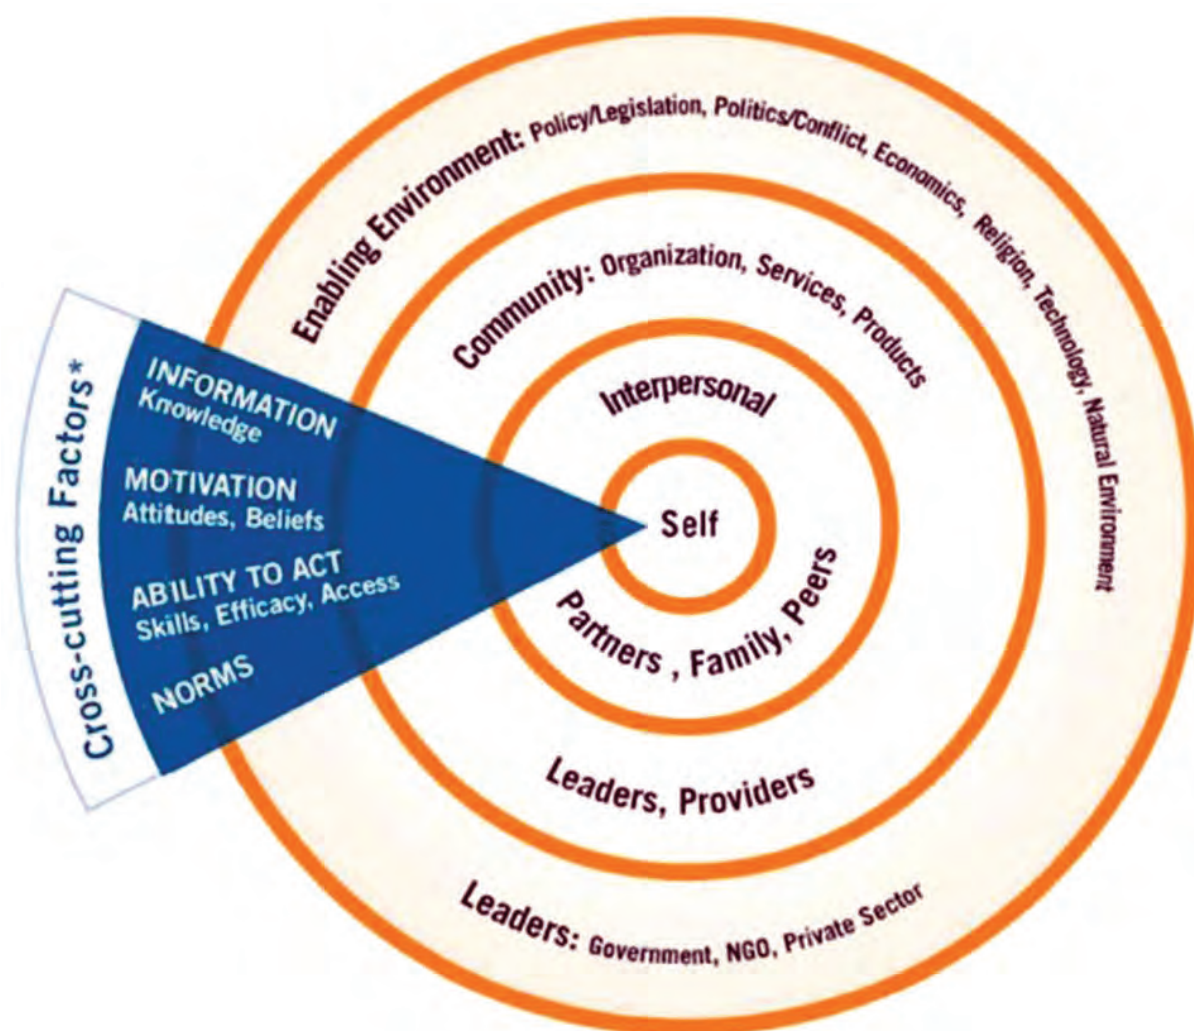 Enabling Environment: Policy/Legislation, Politics/Conflict, Economics, Religion, Technology, Natural Environment
Community: Organization, Services, Products
Interpersonal
Self
Partners , Family, Peers
Leaders, Providers
Leaders: Government, NGO, Private Sector
Cross-cutting Factors*
INFORMATION
Knowledge
MOTIVATION
Attitudes, Beliefs
ABILITY TO ACT
Skills, Efficacy, Access
NORMS